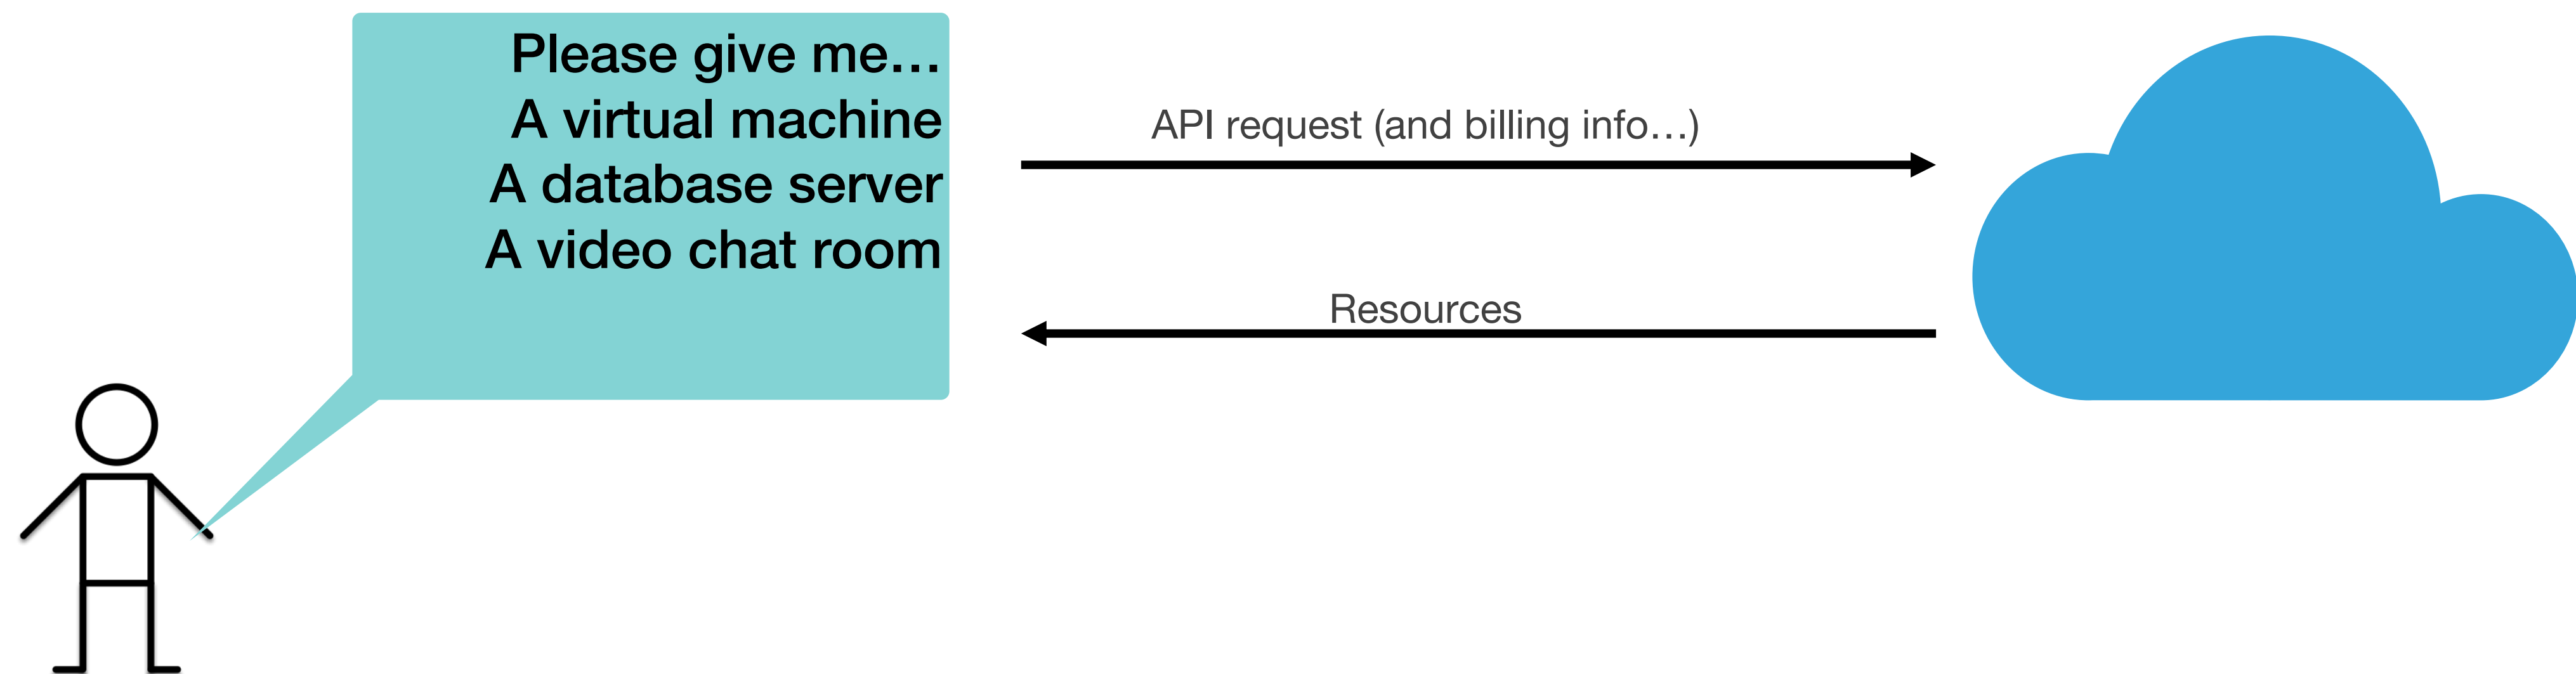 Please give me…
A virtual machine
A database server
A video chat room
API request (and billing info…)
Resources